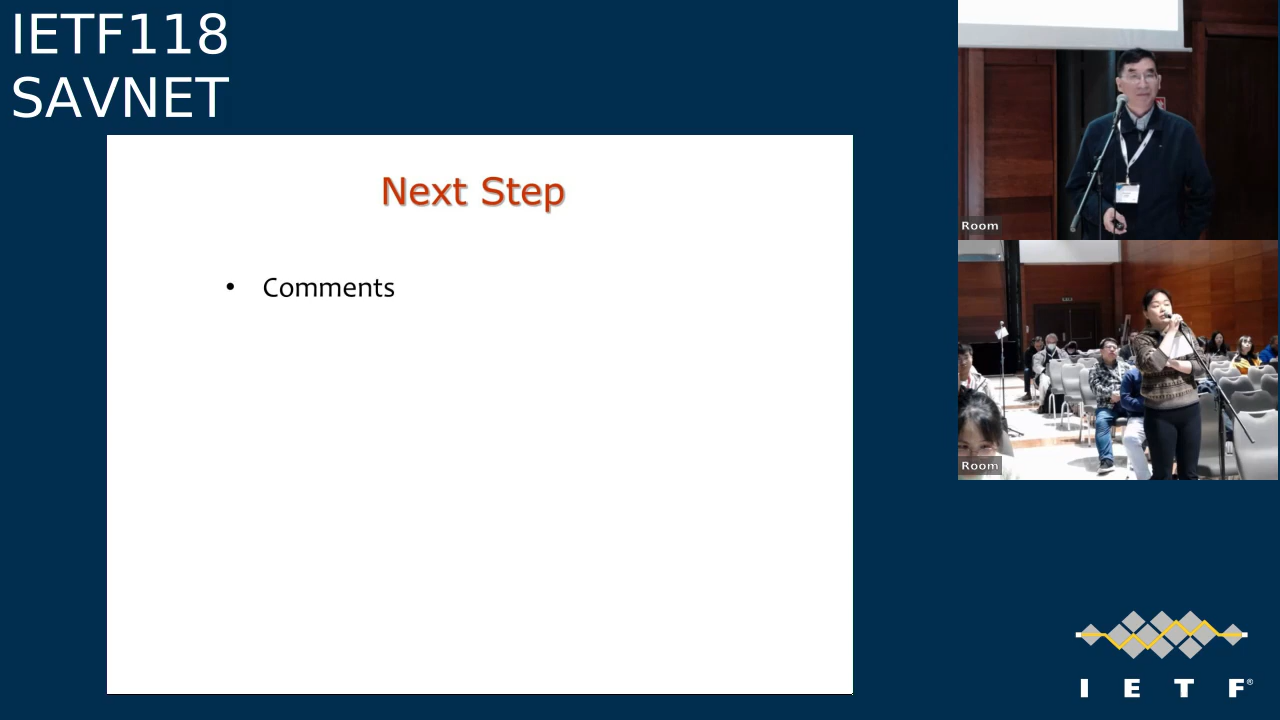 IETF118
SAVNET
Next Step
• Comments
Room
Room
I E T F®